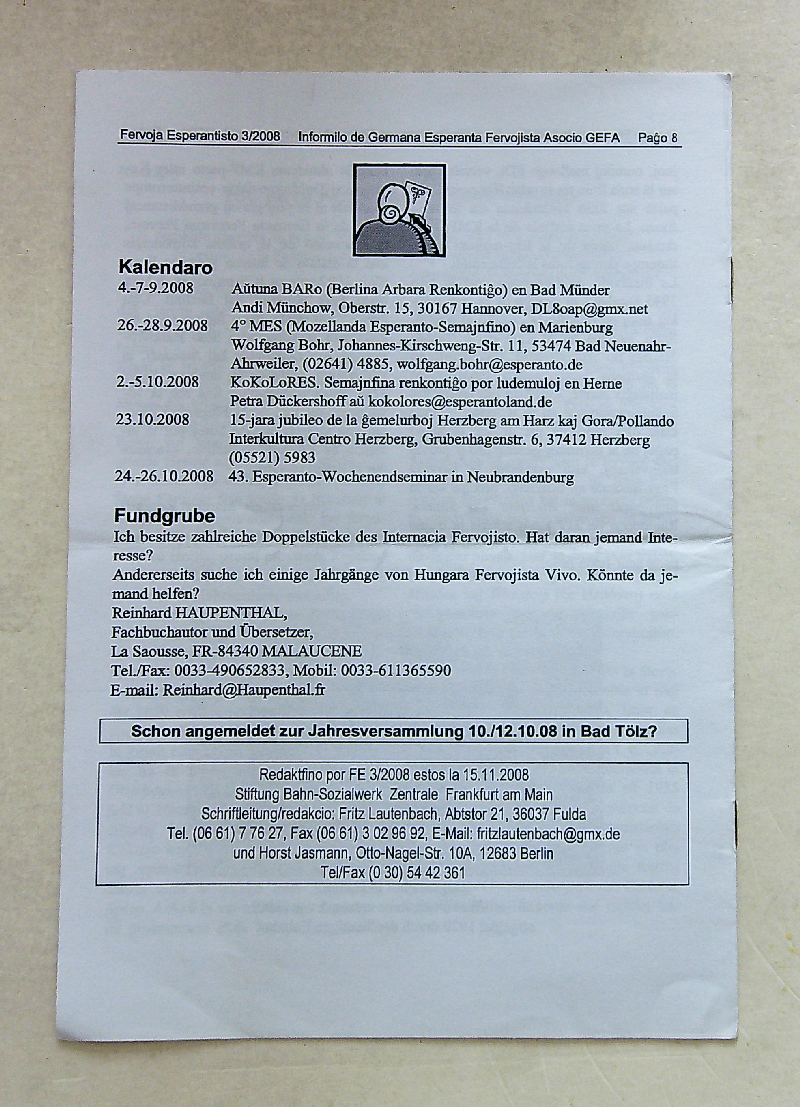 Fervoja Esperantisto 3/2008 Informilo de Germana Esperanta Fervojista Asocio GEFA Paĝo 8
Kalendaro
4.-7-9.2008 Aŭtuna BARo (Berlina Arbara Renkontiĝo) en Bad Münder
Andi Münchow, Oberstr. 15, 30167 Hannover, DL8oap@gmx.net
26.-28.9.2008 4° MES (Mozellanda Esperanto-Semajnfino) en Marienburg
Wolfgang Bohr, Johannes-Kirschweng-Str. 11, 53474 Bad Neuenahr-
Ahrweiler, (02641) 4885, wolfgang.bohr@esperanto.de
2.-5.10.2008 KoKoLoRES. Semajnfina renkontiĝo por ludemuloj en Herne
Petra Dückershoff aŭ kokolores@esperantoland.de
23.10.2008 15-jara jubileo de la ĝemelurboj Herzberg am Harz kaj Gora/Pollando
Interkultura Centro Herzberg, Grubenhagenstr. 6, 37412 Herzberg
(05521) 5983
24.-26.10.2008 43. Esperanto-Wochenendseminar in Neubrandenburg
Fundgrube
Ich besitze zahlreiche Doppelstücke des Internacia Fervojisto. Hat daran jemand Inte-
resse?
Andererseits suche ich einige Jahrgänge von Hungara Fervojista Vivo. Könnte da je-
mand helfen?
Reinhard HAUPENTHAL,
Fachbuchautor und Übersetzer,
La Saousse, FR-84340 MALAUCENE
Tel./Fax: 0033-490652833, Mobil: 0033-611365590
E-mail: Reinhard@Haupenthal.fr
Schon angemeldet zur Jahresversammlung 10./12.10.08 in Bad Tölz?
Redaktfino por FE 3/2008 estos la 15.11.2008
Stiftung Bahn-Sozialwerk Zentrale Frankfurt am Main
Schriftleitung/redakcio: Fritz Lautenbach, Abtstor 21, 36037 Fulda
Tel. (06 61) 7 76 27, Fax (06 61) 3 02 96 92, E-Mail: fritzlautenbach@gmx.de
und Horst Jasmann, Otto-Nagel-Str. 10A, 12683 Berlin
Tel/Fax (0 30) 54 42 361